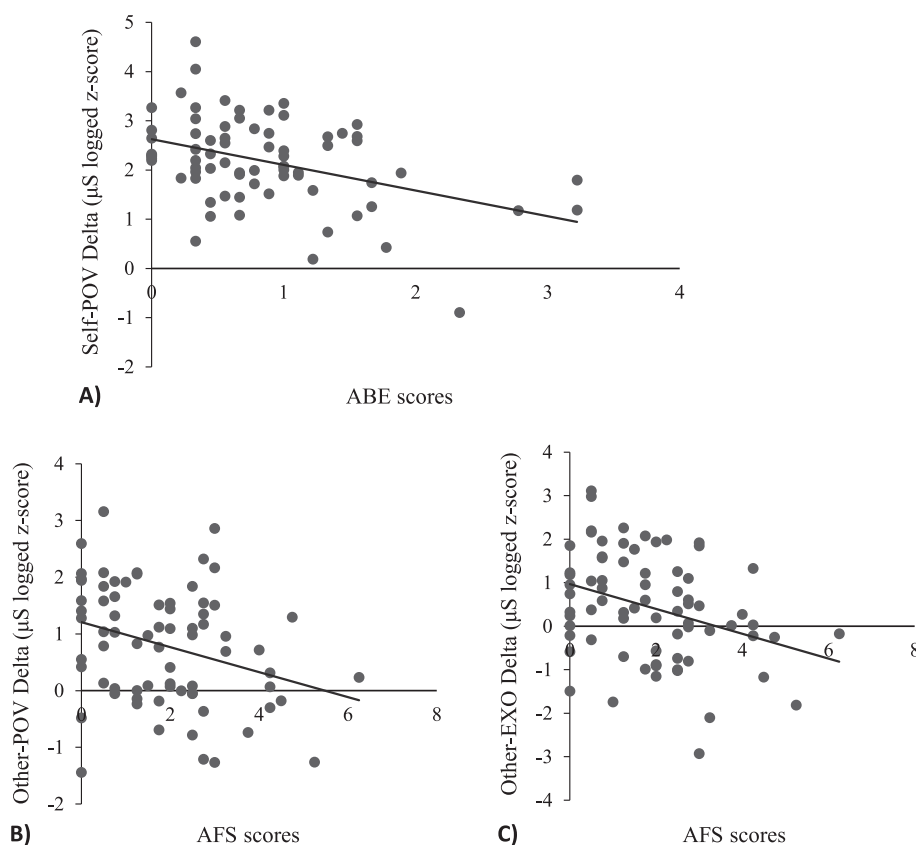 5
4
3
2
1
0
-1
-2
0 1 2 3 4
Self-POV Delta (µS logged z-score)
A) ABE scores
4
3
2
1
0
-1
-2
0 2 4 6 8
Other-POV Delta (µS logged z-score)
B) AFS scores
4
3
2
1
0
-1
-2
-3
-4
0 2 4 6 8
Other-EXO Delta (µS logged z-score)
C) AFS scores